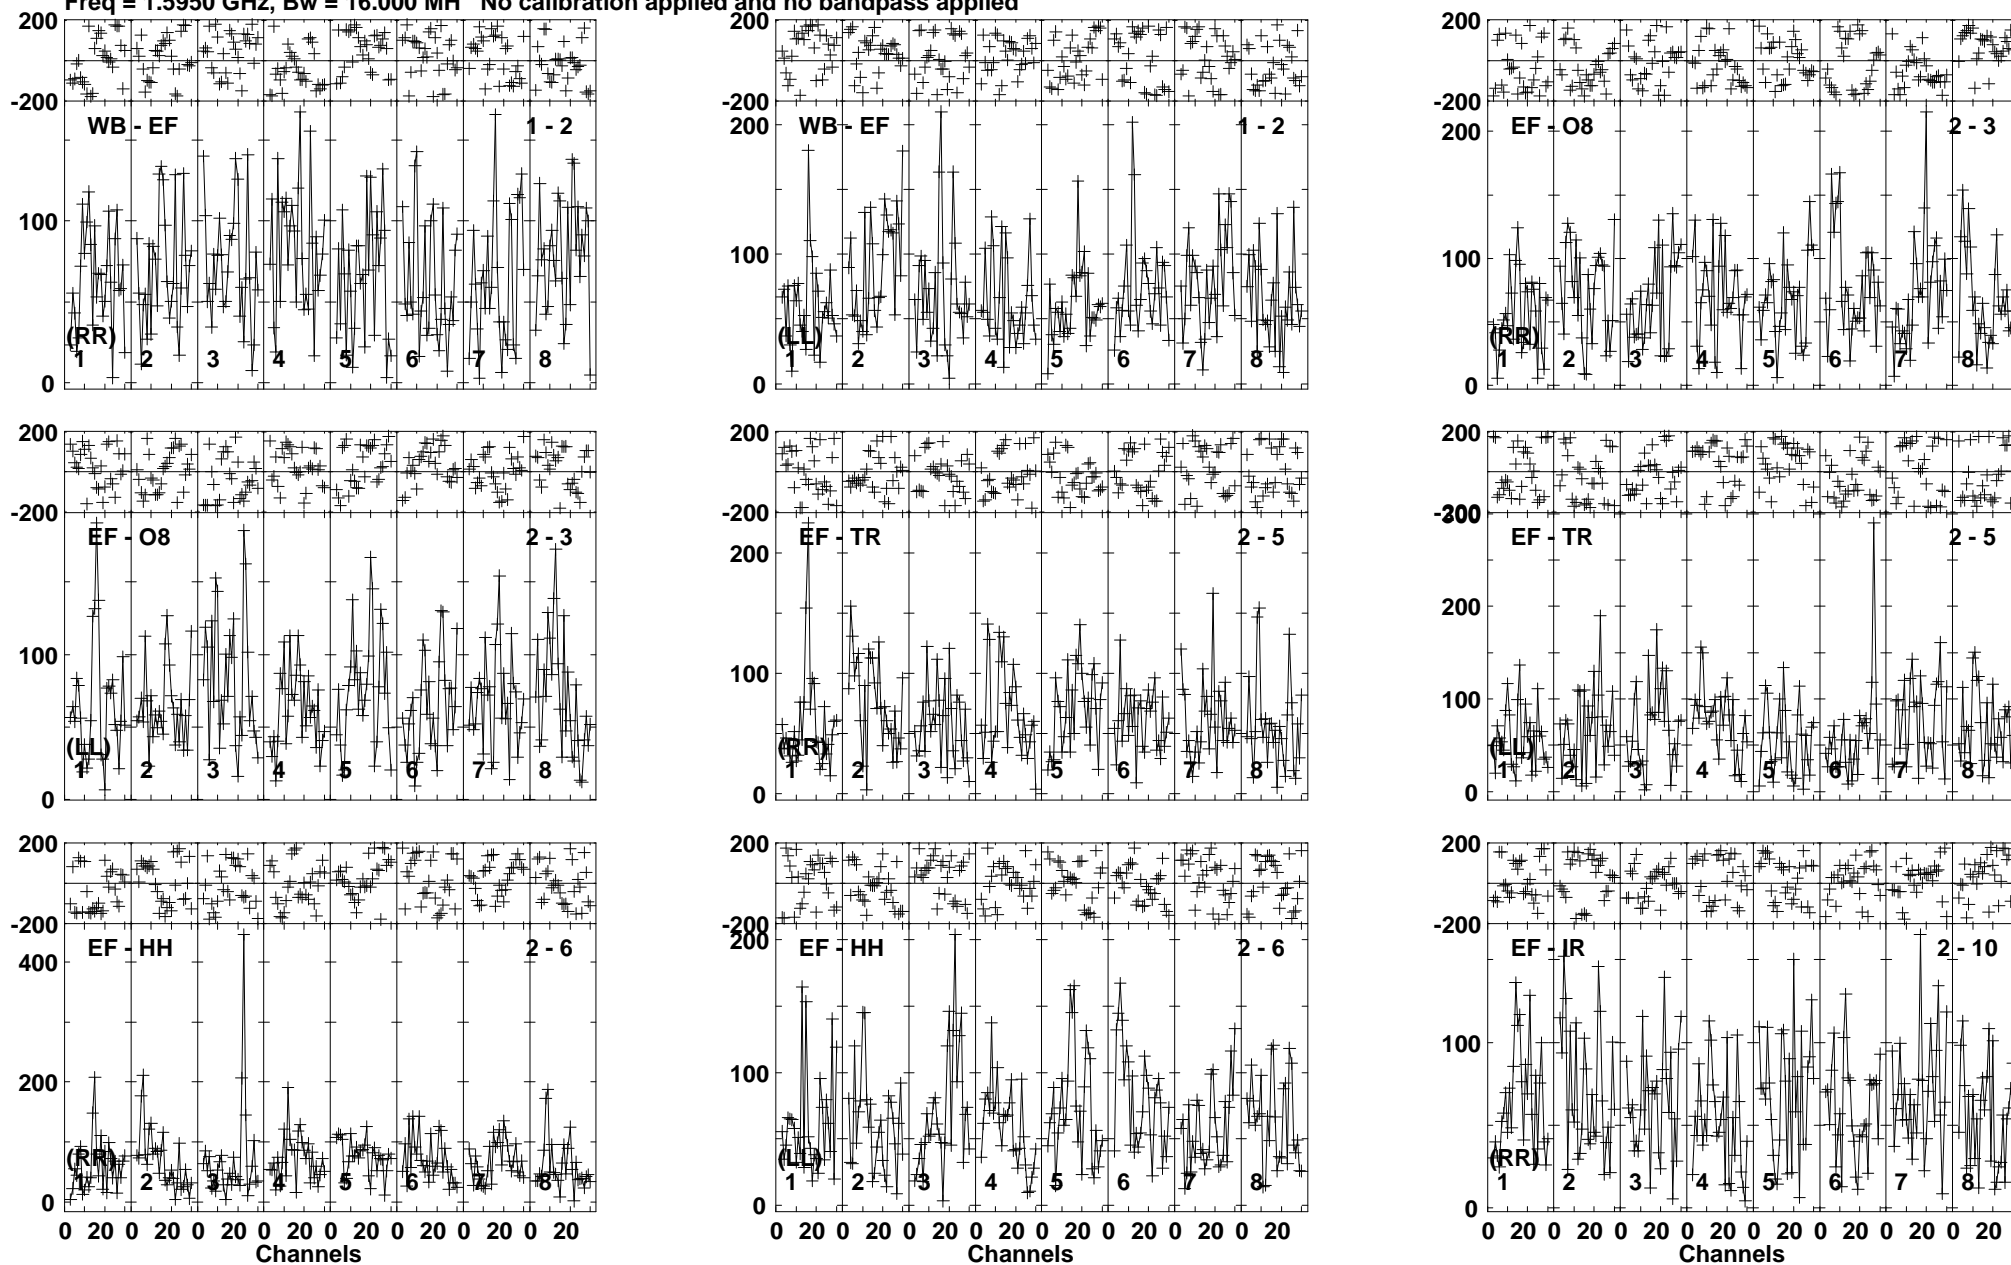 Freq = 1.5950 GHz, Bw = 16.000 MH No calibration applied and no bandpass applied
200 200 200
-200 -200 -200
WB - EF 1 - 2 WB - EF 1 - 2 EF - O8 2 - 3
200 200
100 100 100
(RR) (LL) (RR)
1 2 3 4 5 6 7 8 1 2 3 4 5 6 7 8 1 2 3 4 5 6 7 8
0 0 0
200 200 200
-200 -200 -200
300
EF - O8 2 - 3 EF - TR 2 - 5 EF - TR 2 - 5
200 200
100 100 100
(LL) (RR) (LL)
1 2 3 4 5 6 7 8 1 2 3 4 5 6 7 8 1 2 3 4 5 6 7 8
0 0 0
200 200 200
-200 -200 -200
EF - HH 2 - 6 EF - HH 2 - 6 EF - IR 2 - 10
400 200
200 100 100
(RR) (LL) (RR)
1 2 3 4 5 6 7 8 1 2 3 4 5 6 7 8 1 2 3 4 5 6 7 8
0 0 0
0 20 0 20 0 20 0 20 0 20 0 20 0 20 0 20 0 20 0 20 0 20 0 20 0 20 0 20 0 20 0 20 0 20 0 20 0 20 0 20 0 20 0 20 0 20 0 20
Channels Channels Channels